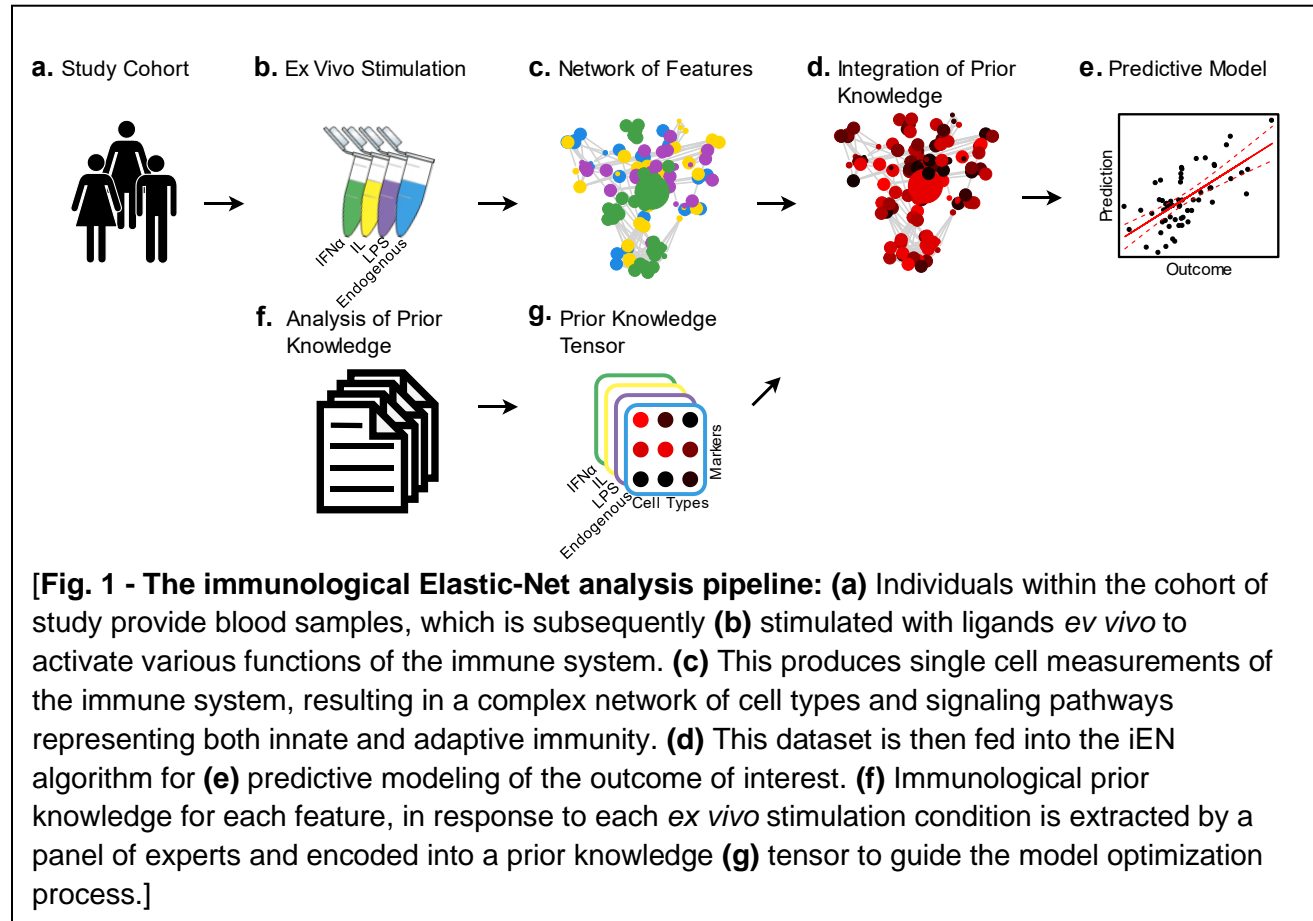 a. Study Cohort
b. Ex Vivo Stimulation
c. Network of Features
d. Integration of Prior
Knowledge
e. Predictive Model
IFNα
IL
LPS
Endogenous
Prediction
Outcome
f. Analysis of Prior
Knowledge
g. Prior Knowledge
Tensor
IFNα
IL
LPS
Endogenous
Cell Types
Markers
[Fig. 1 - The immunological Elastic-Net analysis pipeline: (a) Individuals within the cohort of
study provide blood samples, which is subsequently (b) stimulated with ligands ev vivo to
activate various functions of the immune system. (c) This produces single cell measurements of
the immune system, resulting in a complex network of cell types and signaling pathways
representing both innate and adaptive immunity. (d) This dataset is then fed into the iEN
algorithm for (e) predictive modeling of the outcome of interest. (f) Immunological prior
knowledge for each feature, in response to each ex vivo stimulation condition is extracted by a
panel of experts and encoded into a prior knowledge (g) tensor to guide the model optimization
process.]